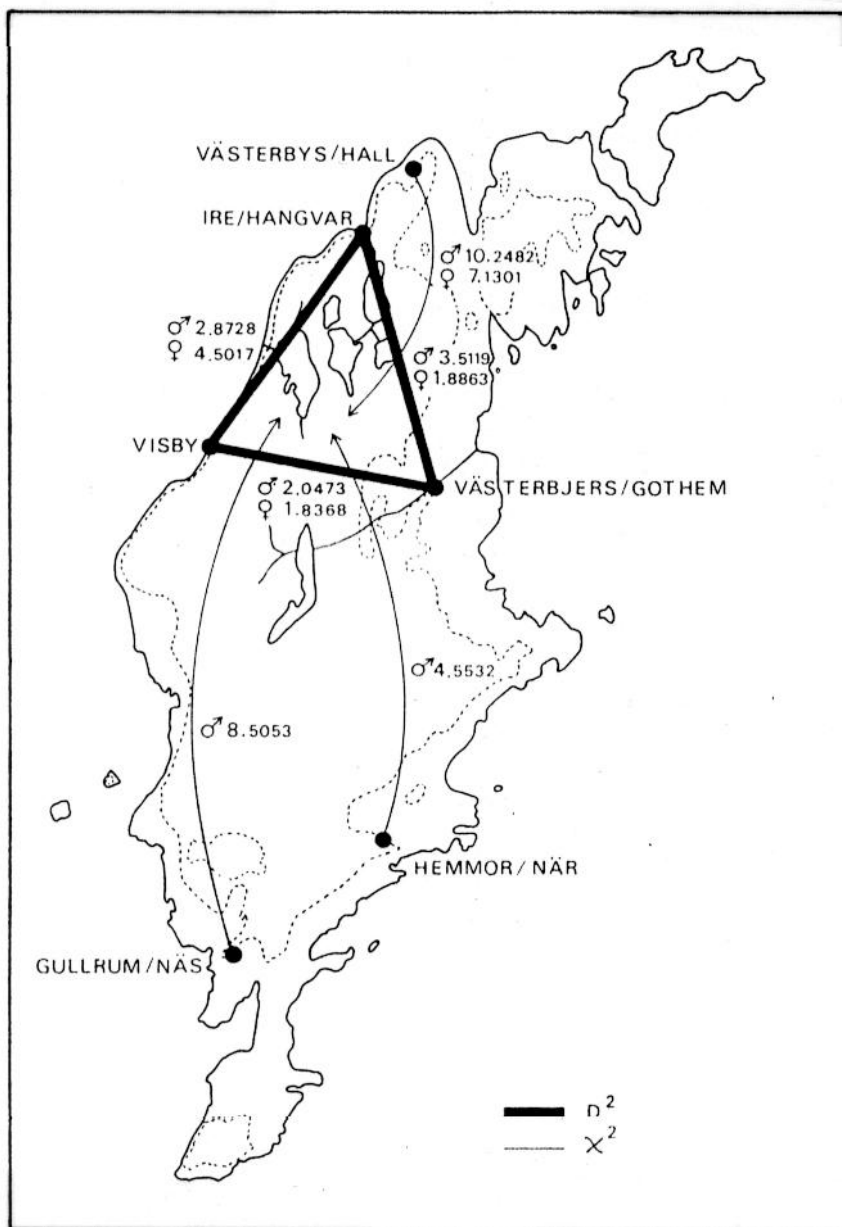 VÄSTERBYS/HALL
IRE/HANGVAR
♂ 10.2482
♀ 7.1301
♂ 2.8728
♀ 4.5017
♂ 3.5119
♀ 1.8863
VISBY
♂ 2.0473
♀ 1.8368
VÄSTERBJERS/GOTHEM
♂ 4.5532
♂ 8.5053
HEMMOR/NÄR
GULLRUM/NÄS
D²
χ²